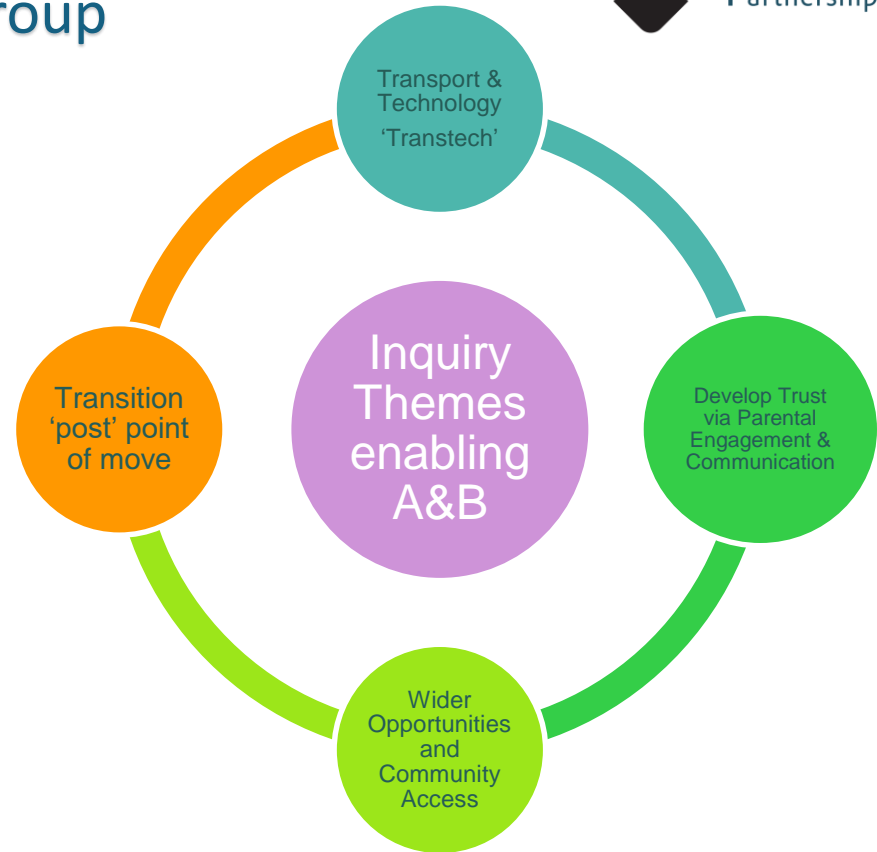 Transport &
Technology
‘Transtech’
Inquiry
Themes
enabling
A&B
Develop Trust
via Parental
Engagement &
Communication
Transition
‘post’ point
of move
Wider
Opportunities
and
Community
Access